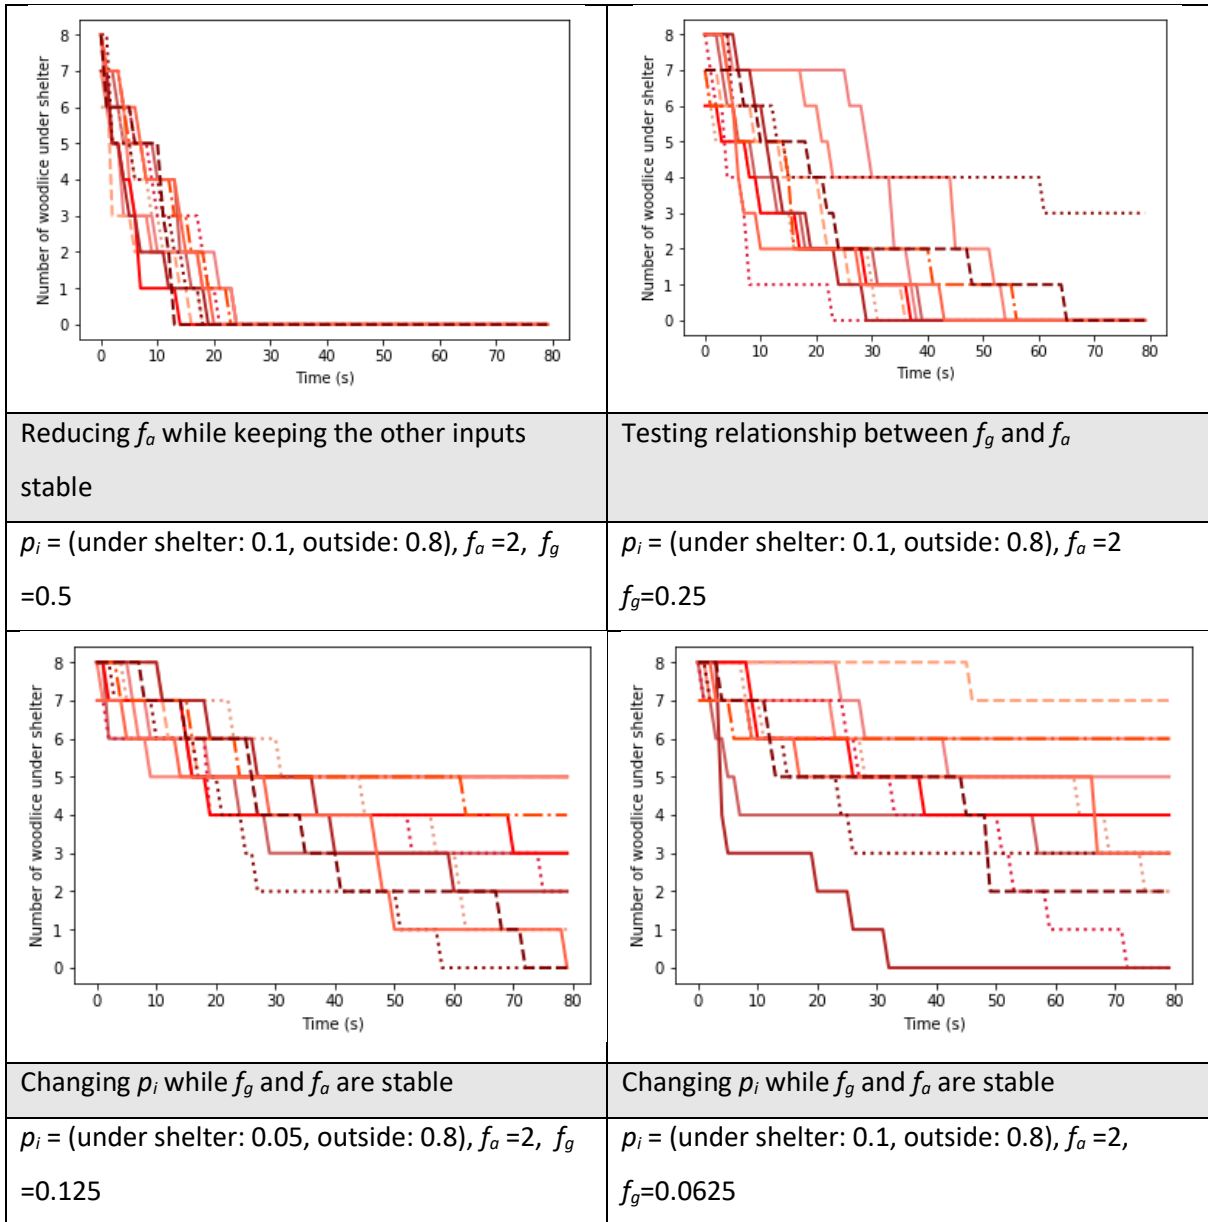 Number of woodlice under shelter
8
7
6
5
4
3
2
1
0
0 10 20 30 40 50 60 70 80
Time (s)
Number of woodlice under shelter
8
7
6
5
4
3
2
1
0
0 10 20 30 40 50 60 70 80
Time (s)
Reducing fa while keeping the other inputs
stable
Testing relationship between fg and fa
pi = (under shelter: 0.1, outside: 0.8), fa =2, fg
=0.5
pi = (under shelter: 0.1, outside: 0.8), fa =2
fg=0.25
Number of woodlice under shelter
8
7
6
5
4
3
2
1
0
0 10 20 30 40 50 60 70 80
Time (s)
Number of woodlice under shelter
8
7
6
5
4
3
2
1
0
0 10 20 30 40 50 60 70 80
Time (s)
Changing pi while fg and fa are stable
Changing pi while fg and fa are stable
pi = (under shelter: 0.05, outside: 0.8), fa =2, fg
=0.125
pi = (under shelter: 0.1, outside: 0.8), fa =2,
fg=0.0625